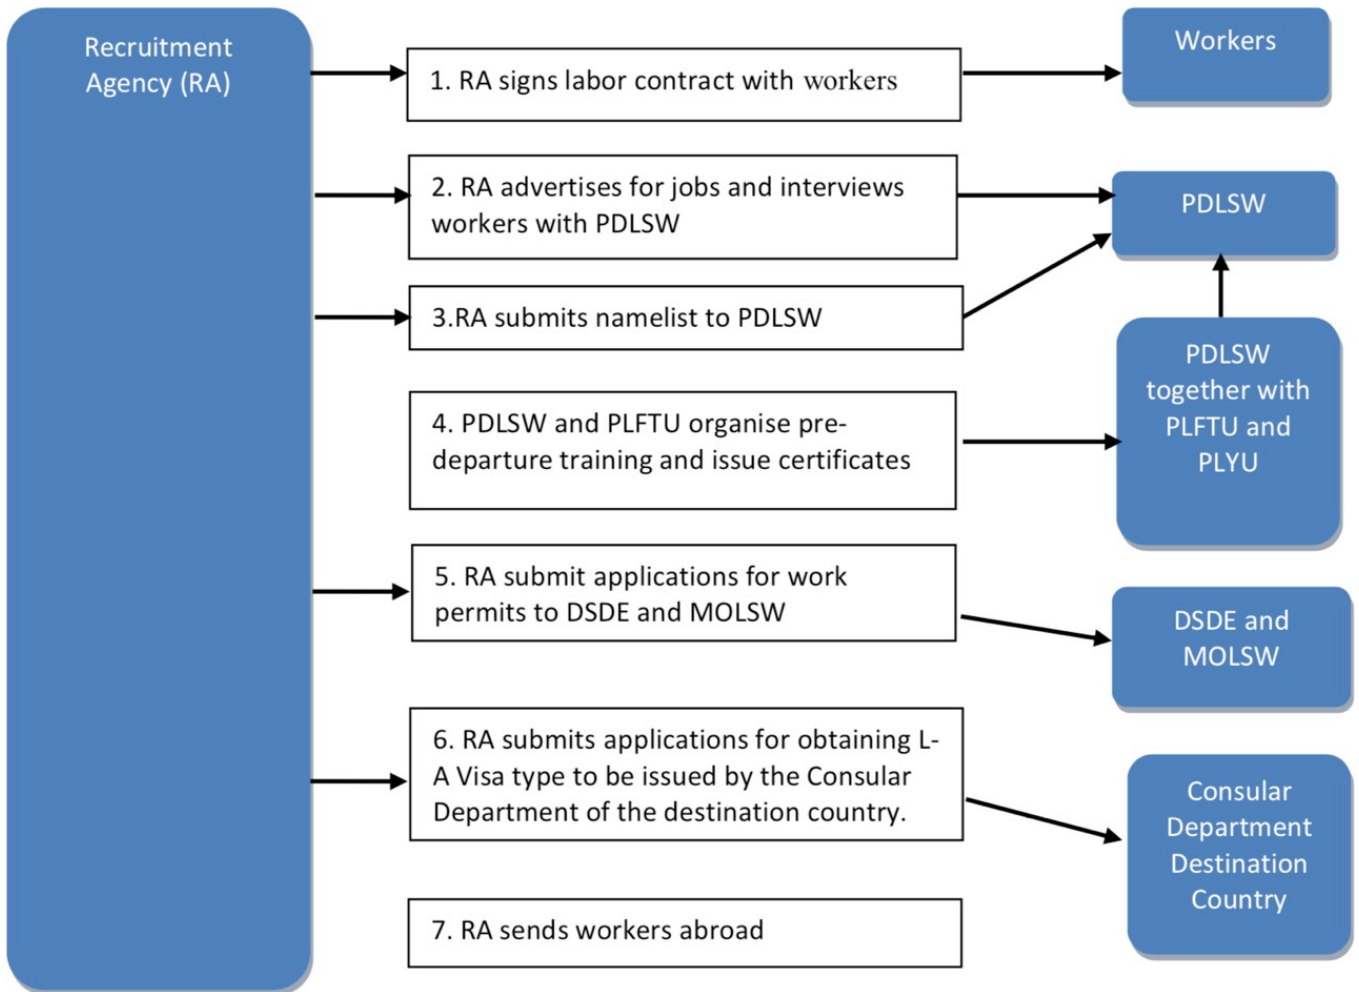 Recruitment
Agency (RA)
1. RA signs labor contract with workers
Workers
2. RA advertises for jobs and interviews
workers with PDLSW
PDLSW
3.RA submits namelist to PDLSW
4. PDLSW and PLFTU organise pre-
departure training and issue certificates
PDLSW
together with
PLFTU and
PLYU
5. RA submit applications for work
permits to DSDE and MOLSW
DSDE and
MOLSW
6. RA submits applications for obtaining L-
A Visa type to be issued by the Consular
Department of the destination country.
Consular
Department
Destination
Country
7. RA sends workers abroad